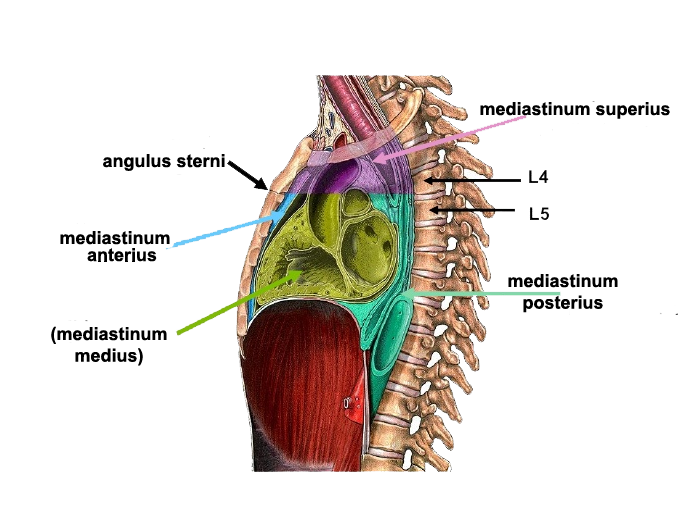 mediastinum superius
angulus sterni
L4
L5
mediastinum
anterius
mediastinum
posterius
(mediastinum
medius)